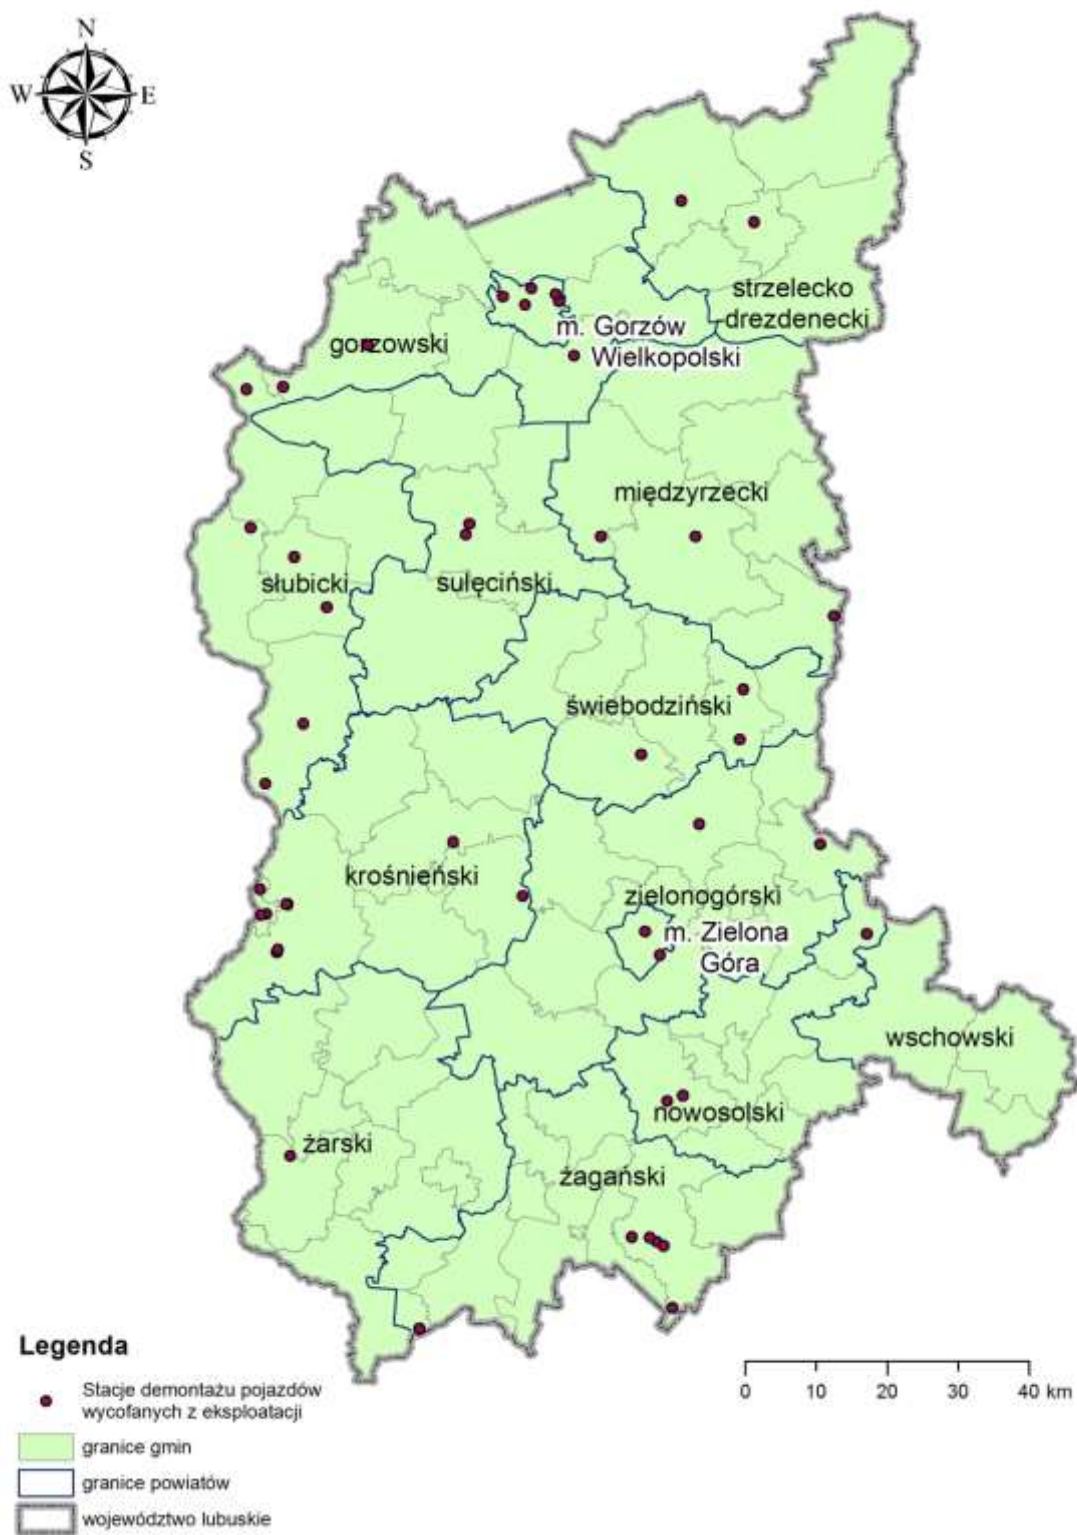 N
W E
S
strzelecko
-drezdenecki
m. Gorzów
Wielkopolski
gorzowski
międzyrzecki
słubicki
sulęciński
świebodziński
krośnieński
zielonogórski
m. Zielona
Góra
wschowski
nowosolski
żarski
żagański
Legenda
Stacje demontażu pojazdów
wycofanych z eksploatacji
granice gmin
granice powiatów
województwo lubuskie
0 10 20 30 40 km